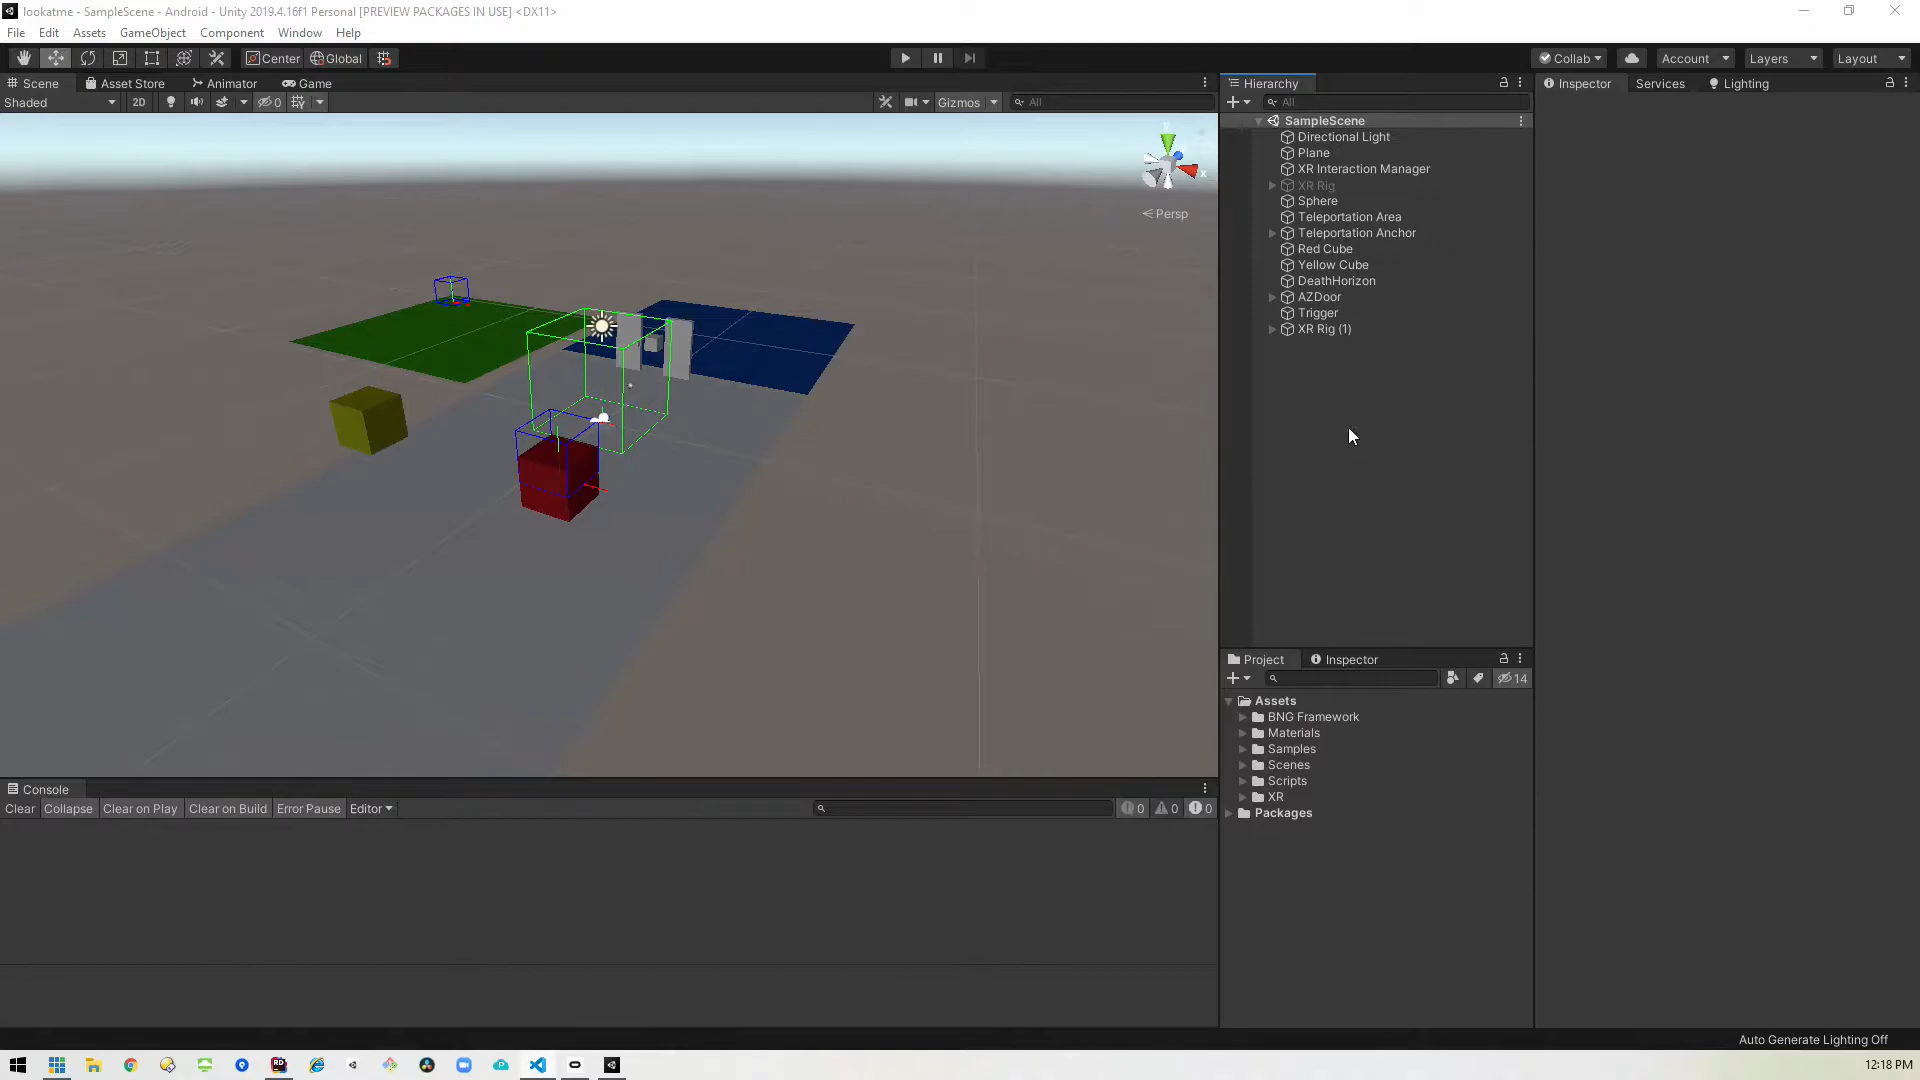 lookatme - SampleScene - Android - Unity 2019.4.16f1 Personal [PREVIEW PACKAGES IN USE] <DX11>
File Edit Assets GameObject Component Window Help
Center Global Collab Account Layers Layout
Scene Asset Store Animator Game
Shaded 2D 0 Gizmos All
y
x
Persp
Hierarchy
All
SampleScene
Directional Light
Plane
XR Interaction Manager
XR Rig
Sphere
Teleportation Area
Teleportation Anchor
Red Cube
Yellow Cube
DeathHorizon
AZDoor
Trigger
XR Rig (1)
Inspector Services Lighting
Project Inspector
14
Assets
BNG Framework
Materials
Samples
Scenes
Scripts
XR
Packages
Console
Clear Collapse Clear on Play Clear on Build Error Pause Editor 0 0 0
Auto Generate Lighting Off
12:18 PM